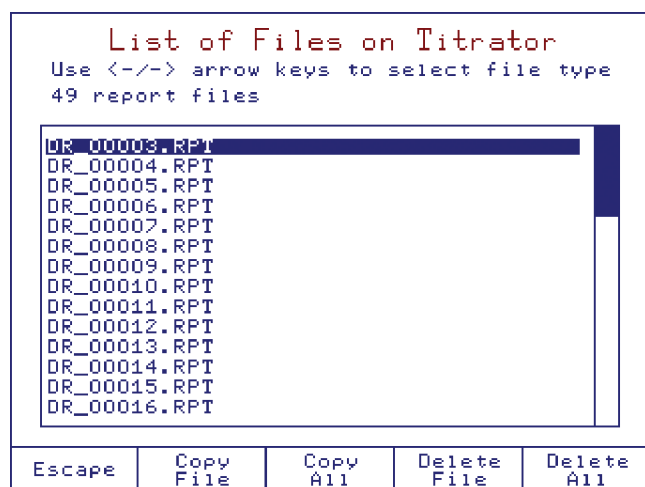 List of Files on Titrator
Use <-/-> arrow keys to select file type
49 report files
DR_00003.RPT
DR_00004.RPT
DR_00005.RPT
DR_00006.RPT
DR_00007.RPT
DR_00008.RPT
DR_00009.RPT
DR_00010.RPT
DR_00011.RPT
DR_00012.RPT
DR_00013.RPT
DR_00014.RPT
DR_00015.RPT
DR_00016.RPT
Escape
Copy
File
Copy
All
Delete
File
Delete
All